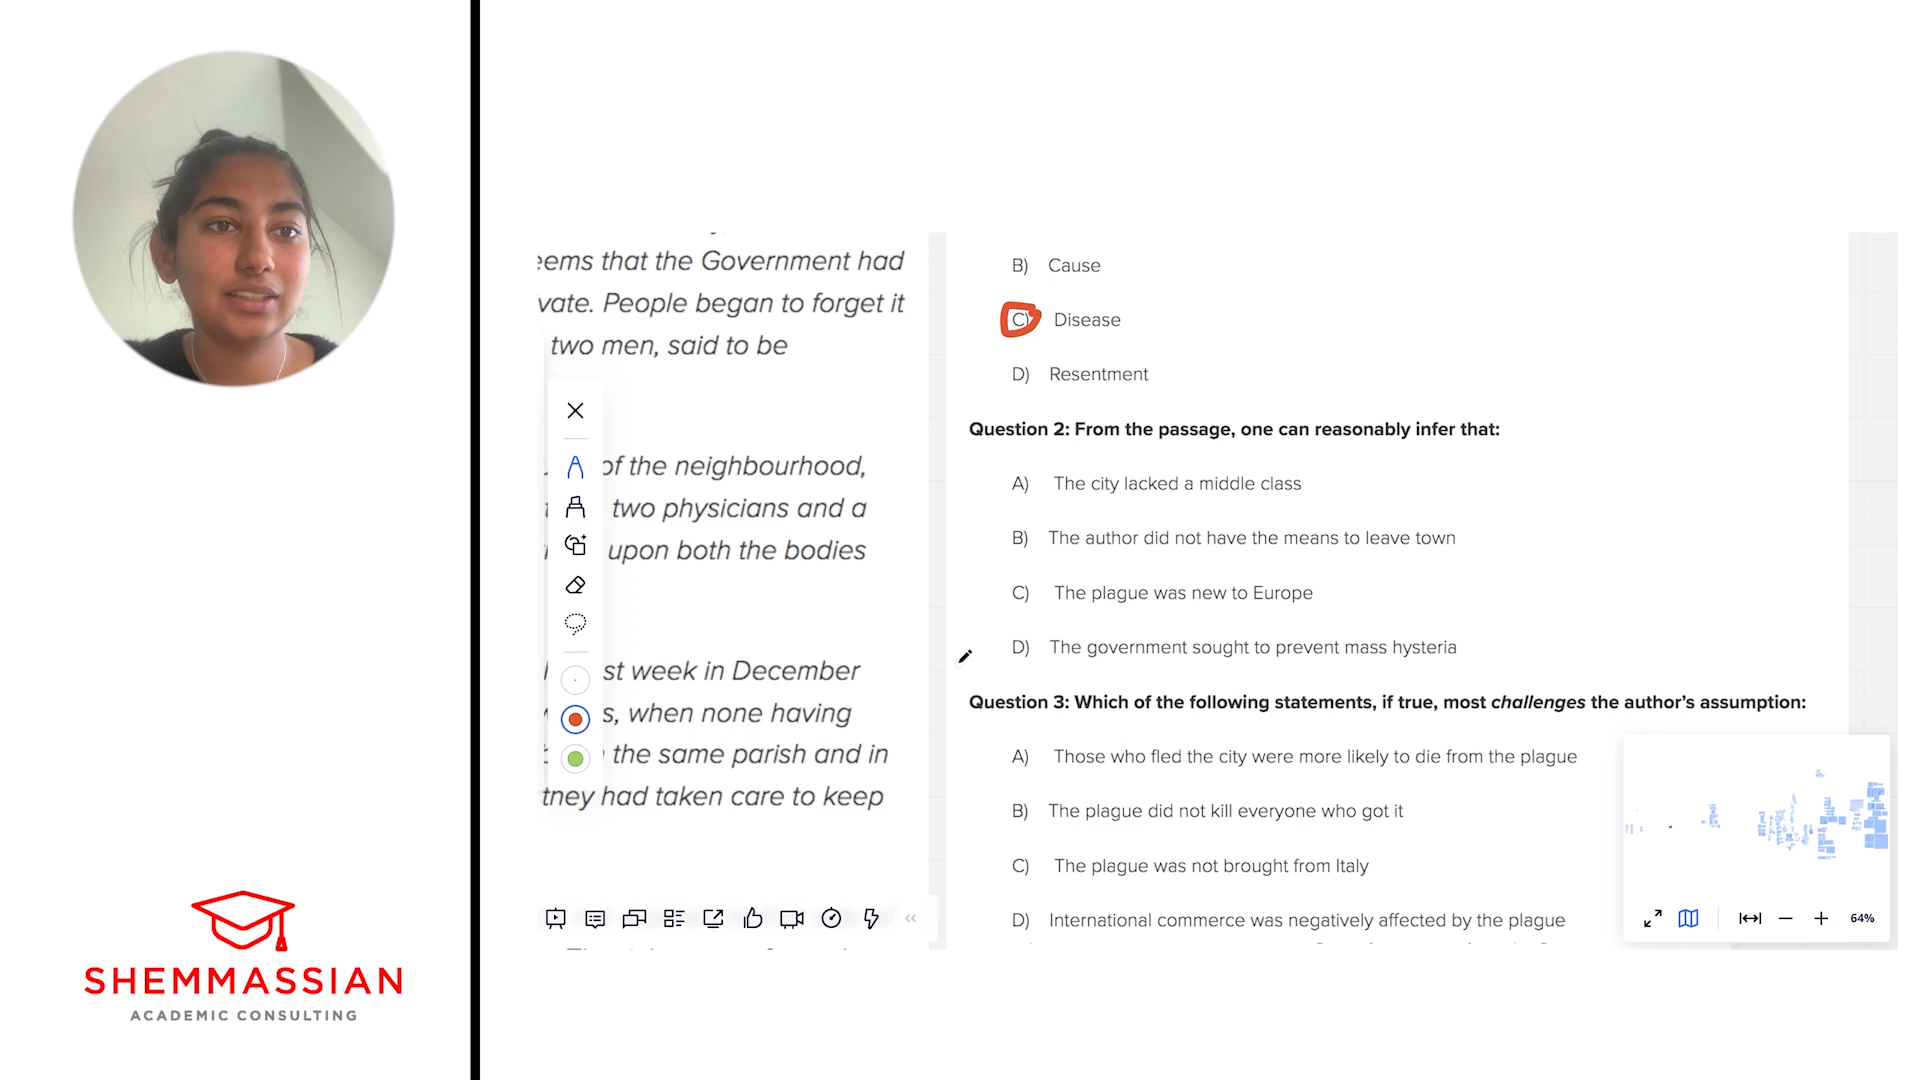 eems that the Government had
vate. People began to forget it
two men, said to be
of the neighbourhood,
two physicians and a
upon both the bodies
st week in December
s, when none having
the same parish and in
they had taken care to keep
B) Cause
C) Disease
D) Resentment
Question 2: From the passage, one can reasonably infer that:
A) The city lacked a middle class
B) The author did not have the means to leave town
C) The plague was new to Europe
D) The government sought to prevent mass hysteria
Question 3: Which of the following statements, if true, most challenges the author's assumption:
A) Those who fled the city were more likely to die from the plague
B) The plague did not kill everyone who got it
C) The plague was not brought from Italy
D) International commerce was negatively affected by the plague
64%
SHEMMASSIAN
ACADEMIC CONSULTING